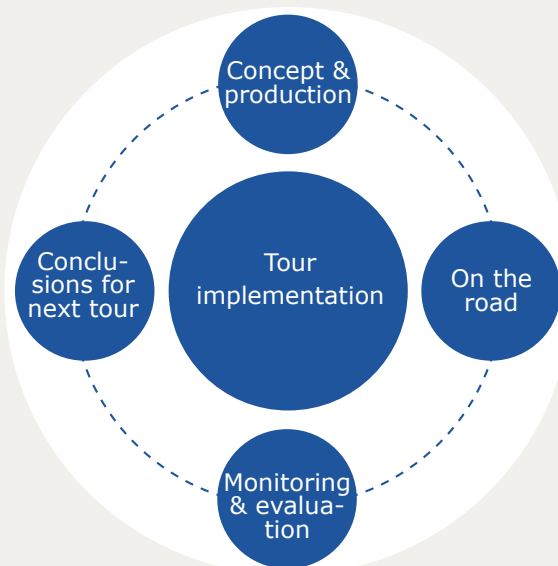 Concept &
production
Tour
implementation
On the
road
Monitoring
& evalua-
tion
Conclu-
sions for
next tour